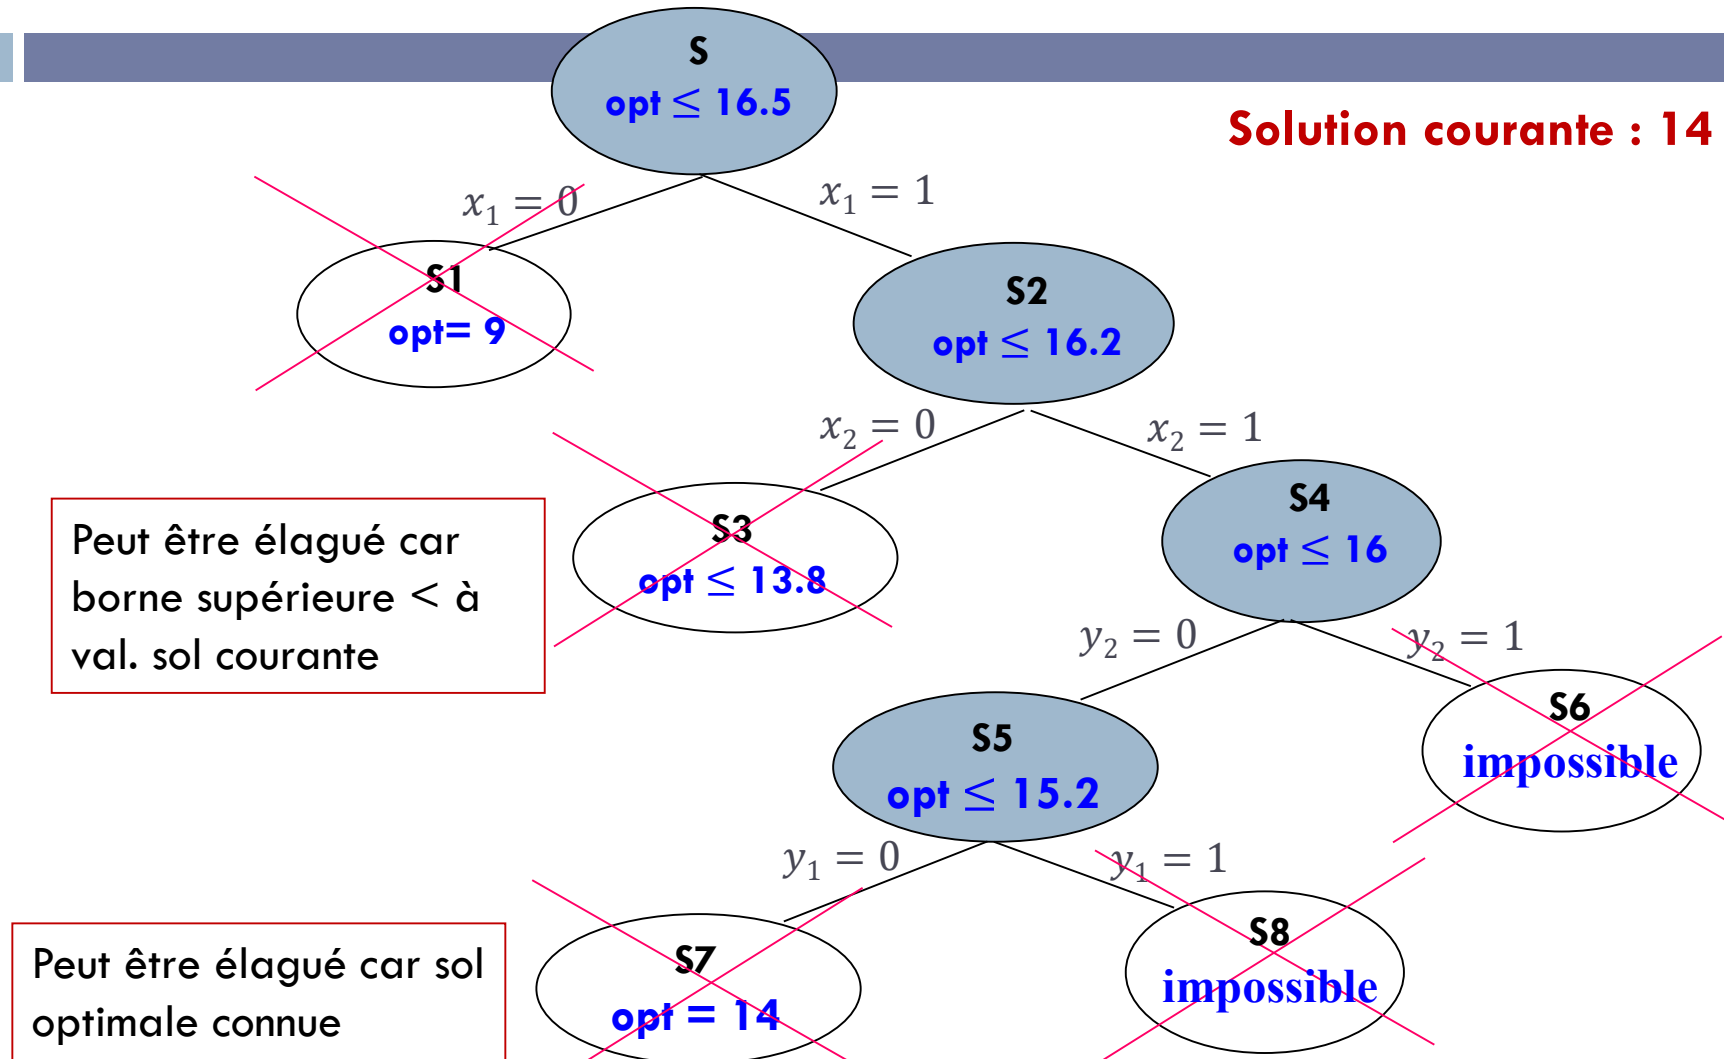 S
opt ≤ 16.5
Solution courante : 14
x₁ = 0
x₁ = 1
S1
opt= 9
S2
opt ≤ 16.2
x₂ = 0
x₂ = 1
S3
opt ≤ 13.8
S4
opt ≤ 16
Peut être élagué car
borne supérieure < à
val. sol courante
y₂ = 0
y₂ = 1
S5
opt ≤ 15.2
S6
impossible
y₁ = 0
y₁ = 1
S7
opt = 14
S8
impossible
Peut être élagué car sol
optimale connue